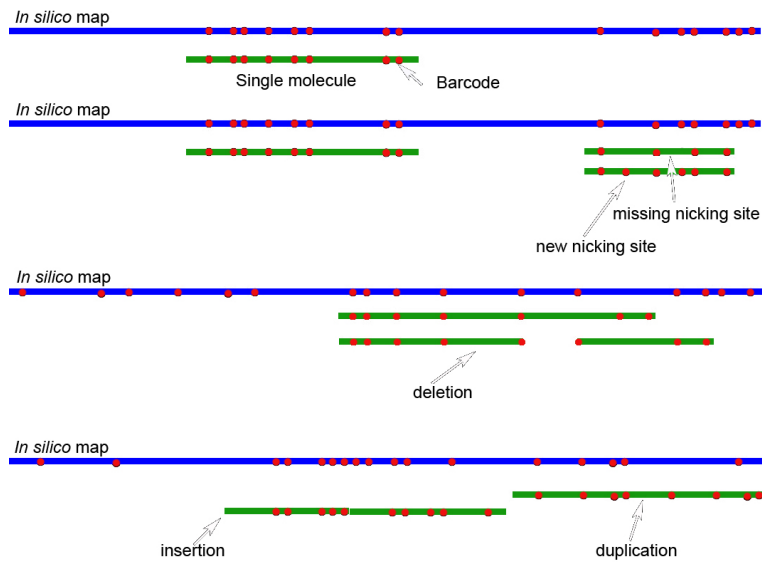 In silico map
Single molecule
Barcode
In silico map
missing nicking site
new nicking site
In silico map
deletion
In silico map
insertion
duplication